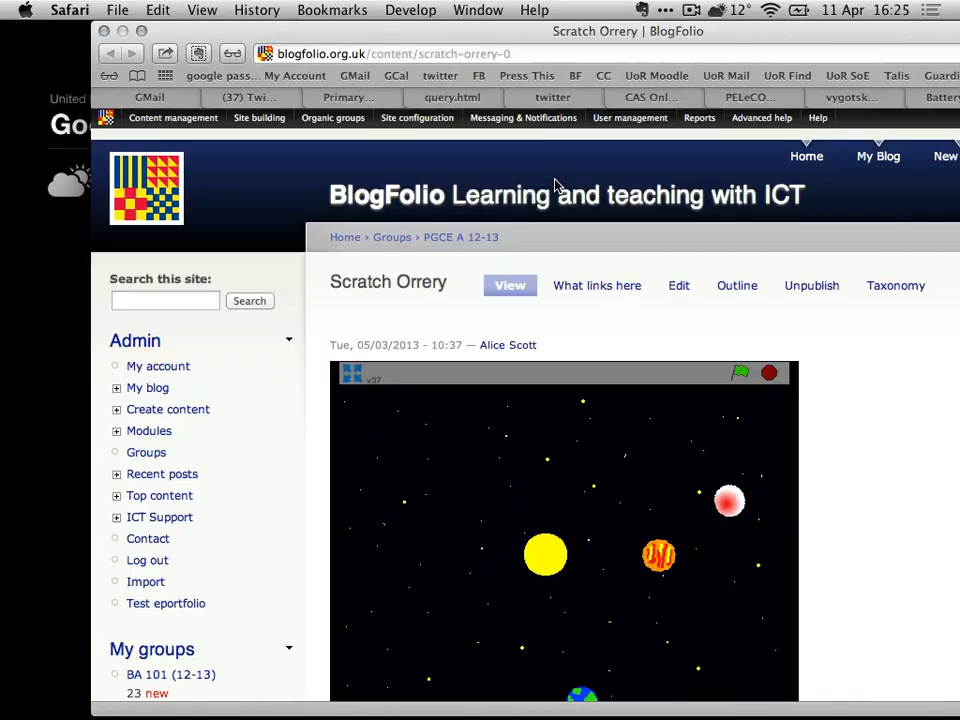 Safari File Edit View History Bookmarks Develop Window Help 12° 11 Apr 16:25
Scratch Orrery | BlogFolio
blogfolio.org.uk/content/scratch-orrery-0
google pass... My Account GMail GCal twitter FB Press This BF CC UoR Moodle UoR Mail UoR Find UoR SoE Talis Guardi
GMail (37) Twi... Primary... query.html twitter CAS Onl... PELeCO... vygotsk... Battery
Content management Site building Organic groups Site configuration Messaging & Notifications User management Reports Advanced help Help
United
Go
Home My Blog New
BlogFolio Learning and teaching with ICT
Home › Groups › PGCE A 12-13
Search this site:
Search
Scratch Orrery View What links here Edit Outline Unpublish Taxonomy
Tue, 05/03/2013 - 10:37 — Alice Scott
v37
Admin
My account
My blog
Create content
Modules
Groups
Recent posts
Top content
ICT Support
Contact
Log out
Import
Test eportfolio
My groups
BA 101 (12-13)
23 new